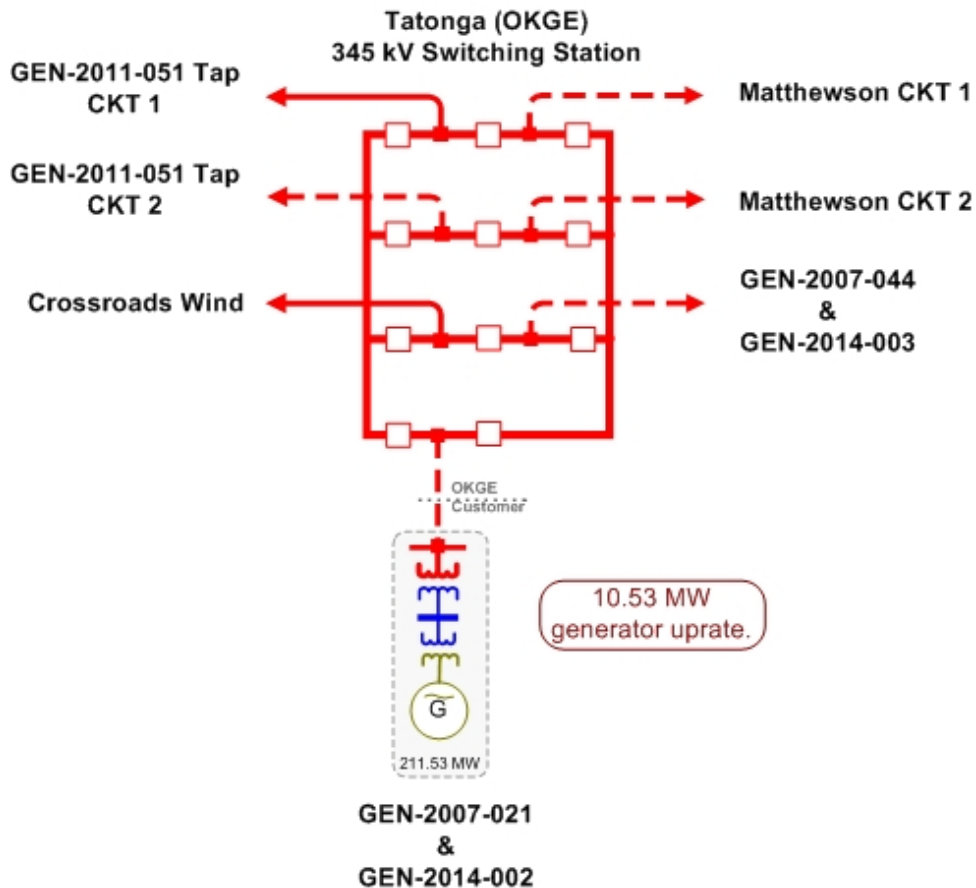 Tatonga (OKGE)
345 kV Switching Station
GEN-2011-051 Tap
CKT 1
Matthewson CKT 1
GEN-2011-051 Tap
CKT 2
Matthewson CKT 2
Crossroads Wind
GEN-2007-044
&
GEN-2014-003
OKGE
Customer
10.53 MW
generator uprate.
G
211.53 MW
GEN-2007-021
&
GEN-2014-002